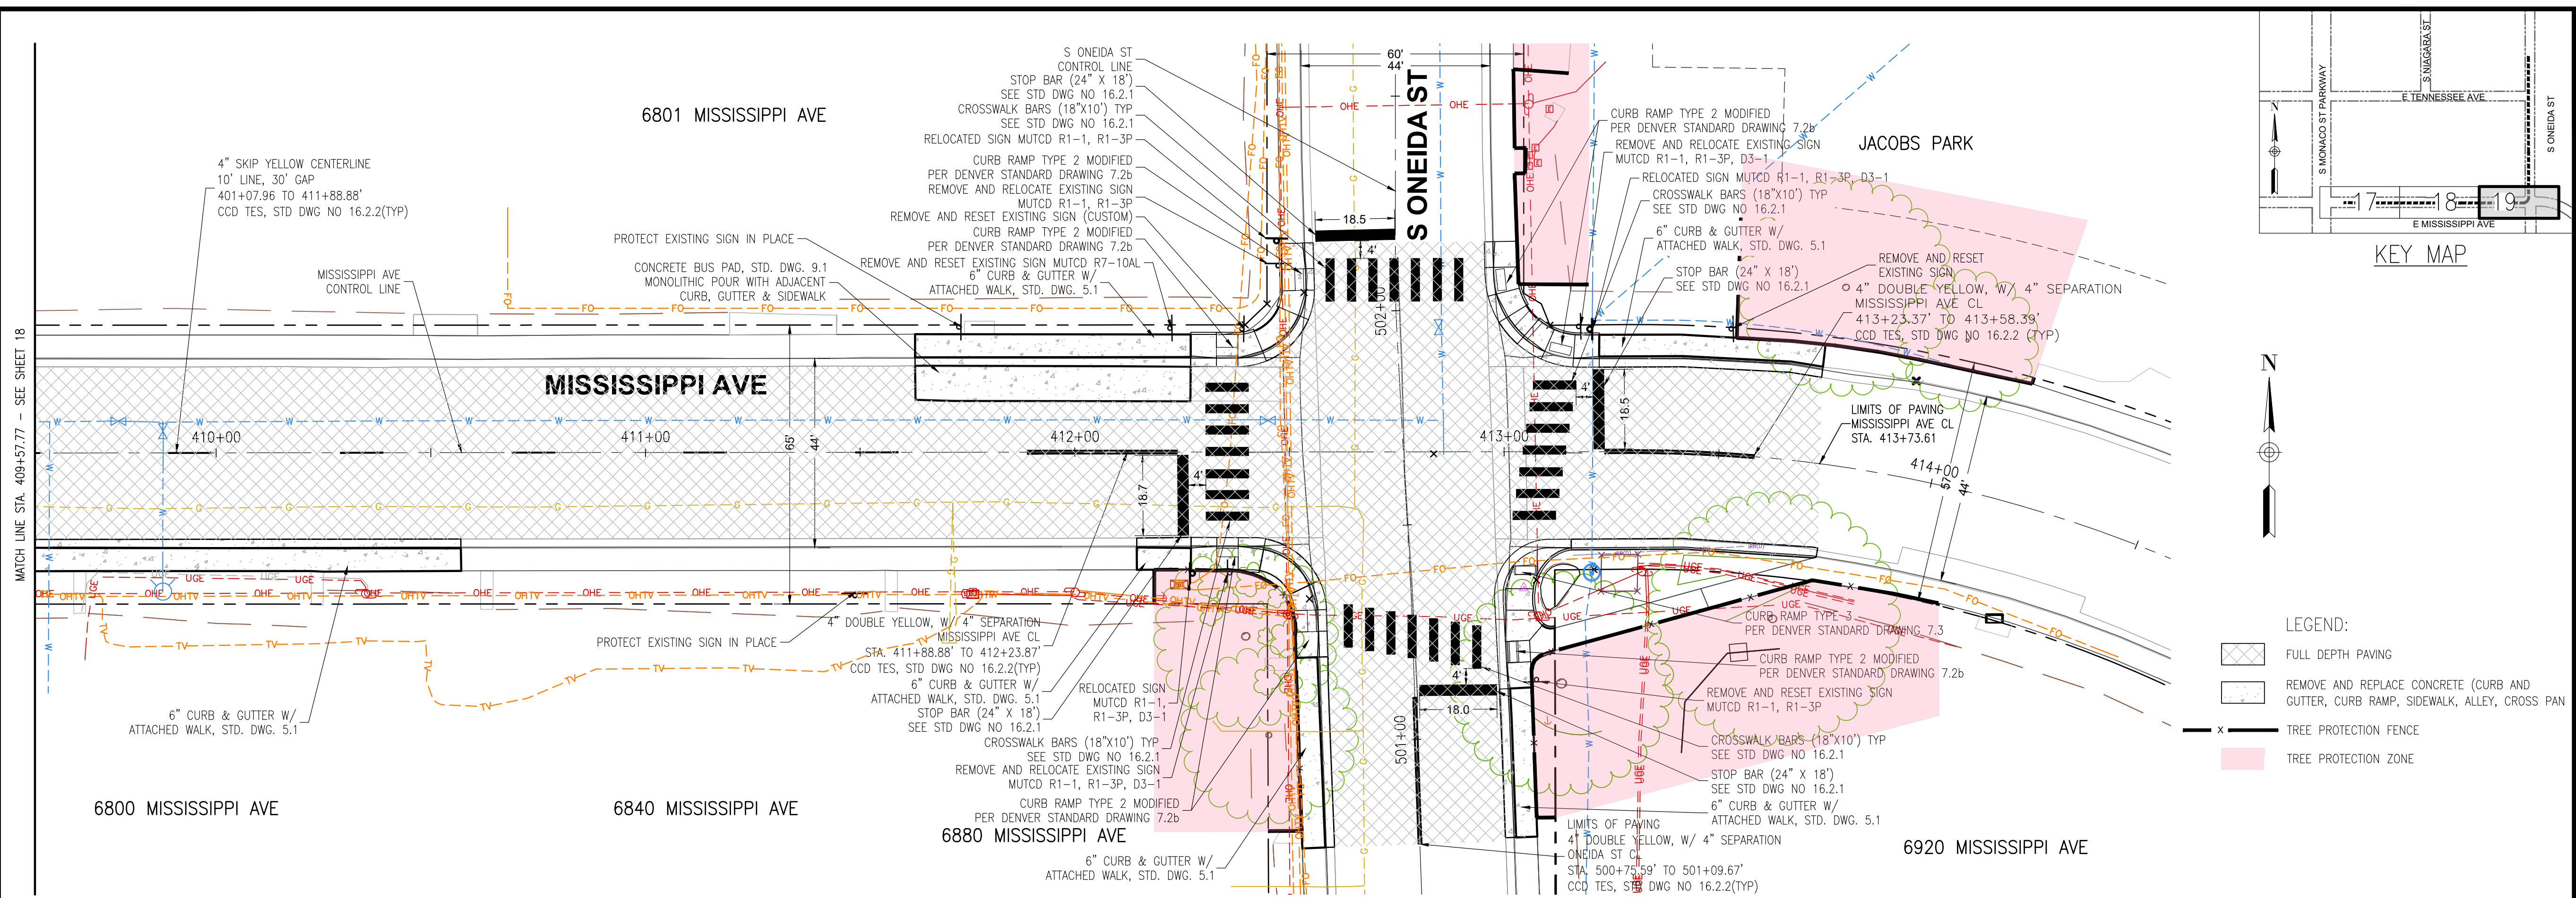 MATCH LINE STA. 409+57.77 - SEE SHEET 18
6801 MISSISSIPPI AVE
4" SKIP YELLOW CENTERLINE
10' LINE, 30' GAP
401+07.96 TO 411+88.88'
CCD TES, STD DWG NO 16.2.2(TYP)
MISSISSIPPI AVE
CONTROL LINE
PROTECT EXISTING SIGN IN PLACE
CONCRETE BUS PAD, STD. DWG. 9.1
MONOLITHIC POUR WITH ADJACENT
CURB, GUTTER & SIDEWALK
S ONEIDA ST
CONTROL LINE
STOP BAR (24" X 18')
SEE STD DWG NO 16.2.1
CROSSWALK BARS (18"X10') TYP
SEE STD DWG NO 16.2.1
RELOCATED SIGN MUTCD R1-1, R1-3P
CURB RAMP TYPE 2 MODIFIED
PER DENVER STANDARD DRAWING 7.2b
REMOVE AND RELOCATE EXISTING SIGN
MUTCD R1-1, R1-3P
REMOVE AND RESET EXISTING SIGN (CUSTOM)
CURB RAMP TYPE 2 MODIFIED
PER DENVER STANDARD DRAWING 7.2b
REMOVE AND RESET EXISTING SIGN MUTCD R7-10AL
6" CURB & GUTTER W/
ATTACHED WALK, STD. DWG. 5.1
60'
44'
S ONEIDA ST
18.5
4'
502+00
CURB RAMP TYPE 2 MODIFIED
PER DENVER STANDARD DRAWING 7.2b
REMOVE AND RELOCATE EXISTING SIGN
MUTCD R1-1, R1-3P, D3-1
RELOCATED SIGN MUTCD R1-1, R1-3P, D3-1
CROSSWALK BARS (18"X10') TYP
SEE STD DWG NO 16.2.1
6" CURB & GUTTER W/
ATTACHED WALK, STD. DWG. 5.1
STOP BAR (24" X 18')
SEE STD DWG NO 16.2.1
JACOBS PARK
REMOVE AND RESET
EXISTING SIGN
4" DOUBLE YELLOW, W/ 4" SEPARATION
MISSISSIPPI AVE CL
413+23.37' TO 413+58.39'
CCD TES, STD DWG NO 16.2.2 (TYP)
LIMITS OF PAVING
MISSISSIPPI AVE CL
STA. 413+73.61
MISSISSIPPI AVE
410+00
411+00
412+00
413+00
414+00
65'
44'
18.7
4'
4'
18.5
57'
44'
PROTECT EXISTING SIGN IN PLACE
6" CURB & GUTTER W/
ATTACHED WALK, STD. DWG. 5.1
4" DOUBLE YELLOW, W/ 4" SEPARATION
MISSISSIPPI AVE CL
STA. 411+88.88' TO 412+23.87'
CCD TES, STD DWG NO 16.2.2(TYP)
6" CURB & GUTTER W/
ATTACHED WALK, STD. DWG. 5.1
STOP BAR (24" X 18')
SEE STD DWG NO 16.2.1
RELOCATED SIGN
MUTCD R1-1,
R1-3P, D3-1
CROSSWALK BARS (18"X10') TYP
SEE STD DWG NO 16.2.1
REMOVE AND RELOCATE EXISTING SIGN
MUTCD R1-1, R1-3P, D3-1
CURB RAMP TYPE 2 MODIFIED
PER DENVER STANDARD DRAWING 7.2b
6800 MISSISSIPPI AVE
6840 MISSISSIPPI AVE
6880 MISSISSIPPI AVE
6" CURB & GUTTER W/
ATTACHED WALK, STD. DWG. 5.1
4'
18.0
501+00
CURB RAMP TYPE 3
PER DENVER STANDARD DRAWING 7.3
CURB RAMP TYPE 2 MODIFIED
PER DENVER STANDARD DRAWING 7.2b
REMOVE AND RESET EXISTING SIGN
MUTCD R1-1, R1-3P
CROSSWALK BARS (18"X10') TYP
SEE STD DWG NO 16.2.1
STOP BAR (24" X 18')
SEE STD DWG NO 16.2.1
6" CURB & GUTTER W/
ATTACHED WALK, STD. DWG. 5.1
LIMITS OF PAVING
4" DOUBLE YELLOW, W/ 4" SEPARATION
ONEIDA ST CL
STA. 500+75.59' TO 501+09.67'
CCD TES, STD DWG NO 16.2.2(TYP)
6920 MISSISSIPPI AVE
S MONACO ST PARKWAY
S NIAGARA ST
E TENNESSEE AVE
S ONEIDA ST
N
17
18
19
E MISSISSIPPI AVE
KEY MAP
N
LEGEND:
FULL DEPTH PAVING
REMOVE AND REPLACE CONCRETE (CURB AND
GUTTER, CURB RAMP, SIDEWALK, ALLEY, CROSS PAN
x TREE PROTECTION FENCE
TREE PROTECTION ZONE